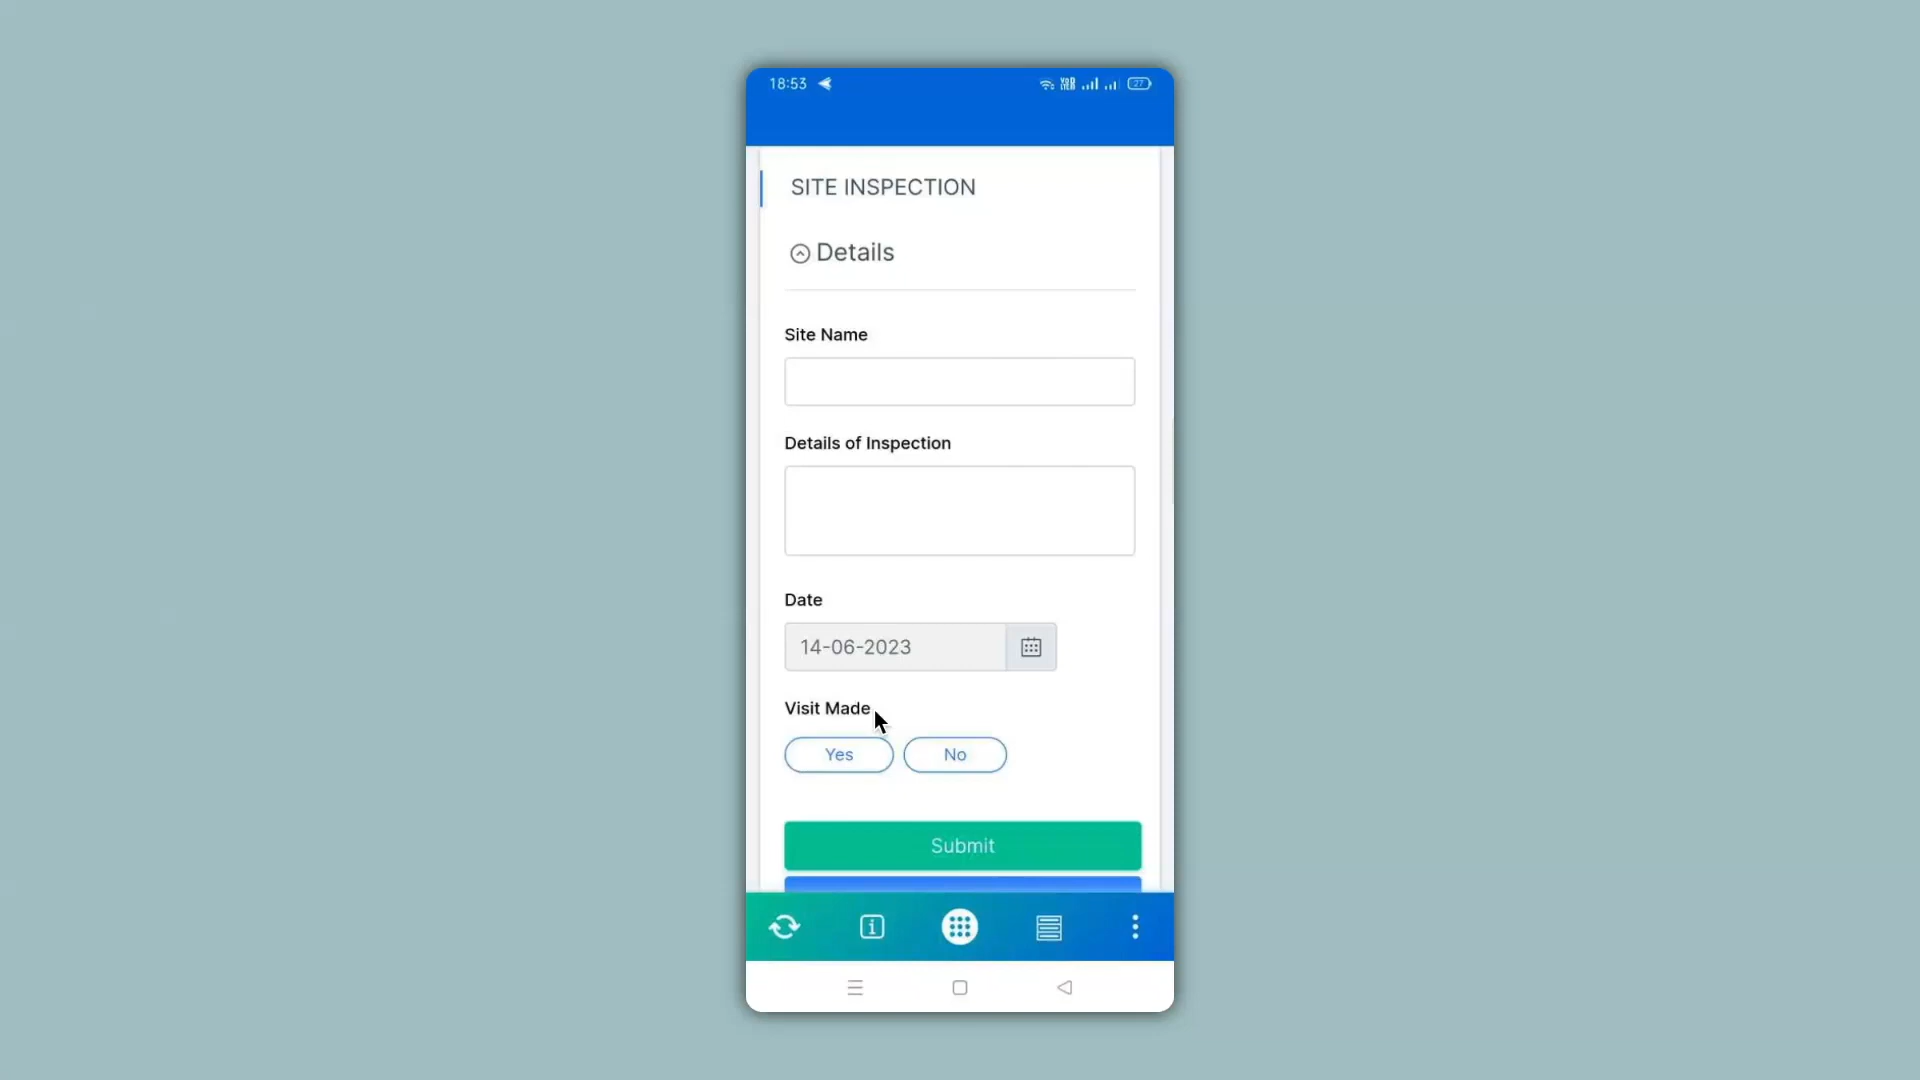 18:53
27
SITE INSPECTION
Details
Site Name
Details of Inspection
Date
14-06-2023
Visit Made
Yes
No
Submit